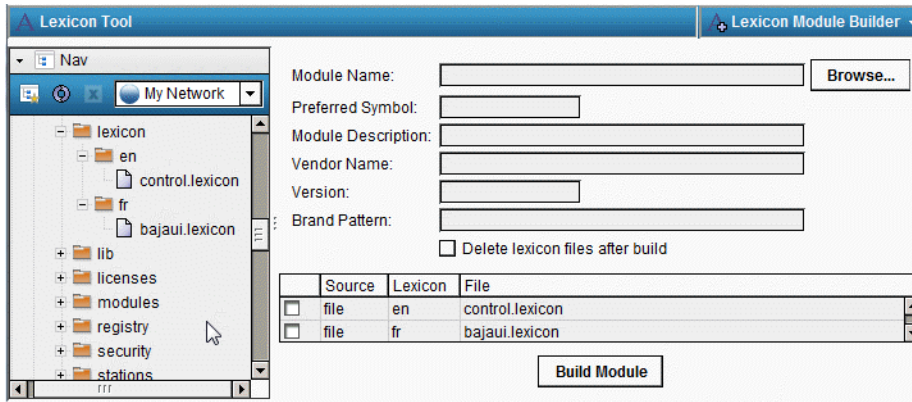 Lexicon Tool
Lexicon Module Builder
Nav
My Network
lexicon
en
control.lexicon
fr
bajaui.lexicon
lib
licenses
modules
registry
security
stations
Module Name:
Browse...
Preferred Symbol:
Module Description:
Vendor Name:
Version:
Brand Pattern:
Delete lexicon files after build
Source Lexicon File
file en control.lexicon
file fr bajaui.lexicon
Build Module